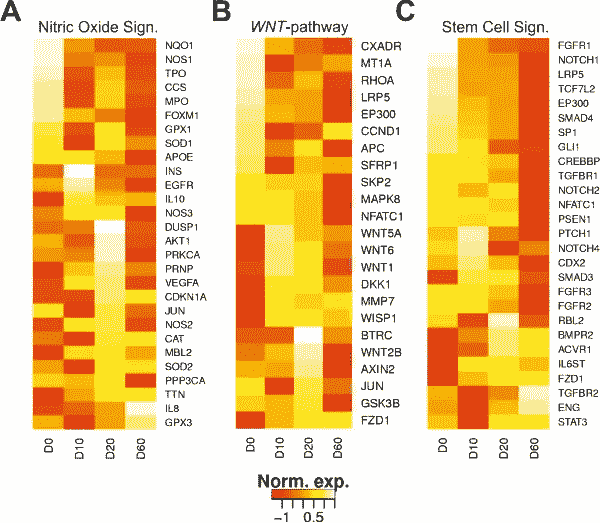 A
Nitric Oxide Sign.
NQO1
NOS1
TPO
CCS
MPO
FOXM1
GPX1
SOD1
APOE
INS
EGFR
IL10
NOS3
DUSP1
AKT1
PRKCA
PRNP
VEGFA
CDKN1A
JUN
NOS2
CAT
MBL2
SOD2
PPP3CA
TTN
IL8
GPX3
D0 D10 D20 D60
B
WNT-pathway
CXADR
MT1A
RHOA
LRP5
EP300
CCND1
APC
SFRP1
SKP2
MAPK8
NFATC1
WNT5A
WNT6
WNT1
DKK1
MMP7
WISP1
BTRC
WNT2B
AXIN2
JUN
GSK3B
FZD1
D0 D10 D20 D60
C
Stem Cell Sign.
FGFR1
NOTCH1
LRP5
TCF7L2
EP300
SMAD4
SP1
GLI1
CREBBP
TGFBR1
NOTCH2
NFATC1
PSEN1
PTCH1
NOTCH4
CDX2
SMAD3
FGFR3
FGFR2
RBL2
BMPR2
ACVR1
IL6ST
FZD1
TGFBR2
ENG
STAT3
D0 D10 D20 D60
Norm. exp.
−1 0.5